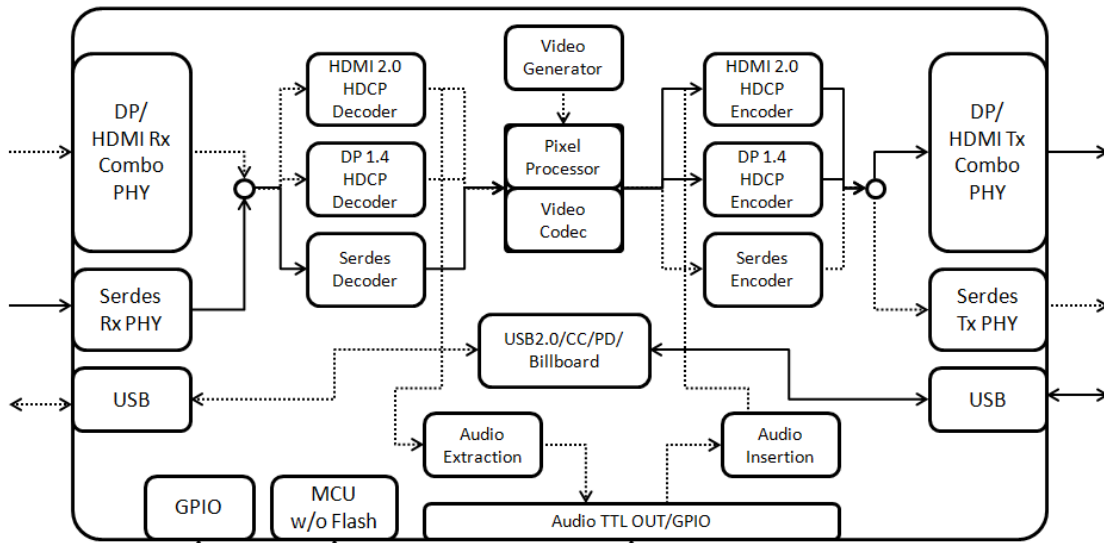 DP/
HDMI Rx
Combo
PHY
Serdes
Rx PHY
USB
HDMI 2.0
HDCP
Decoder
DP 1.4
HDCP
Decoder
Serdes
Decoder
Video
Generator
Pixel
Processor
Video
Codec
HDMI 2.0
HDCP
Encoder
DP 1.4
HDCP
Encoder
Serdes
Encoder
DP/
HDMI Tx
Combo
PHY
Serdes
Tx PHY
USB
USB2.0/CC/PD/
Billboard
Audio
Extraction
Audio
Insertion
GPIO
MCU
w/o Flash
Audio TTL OUT/GPIO